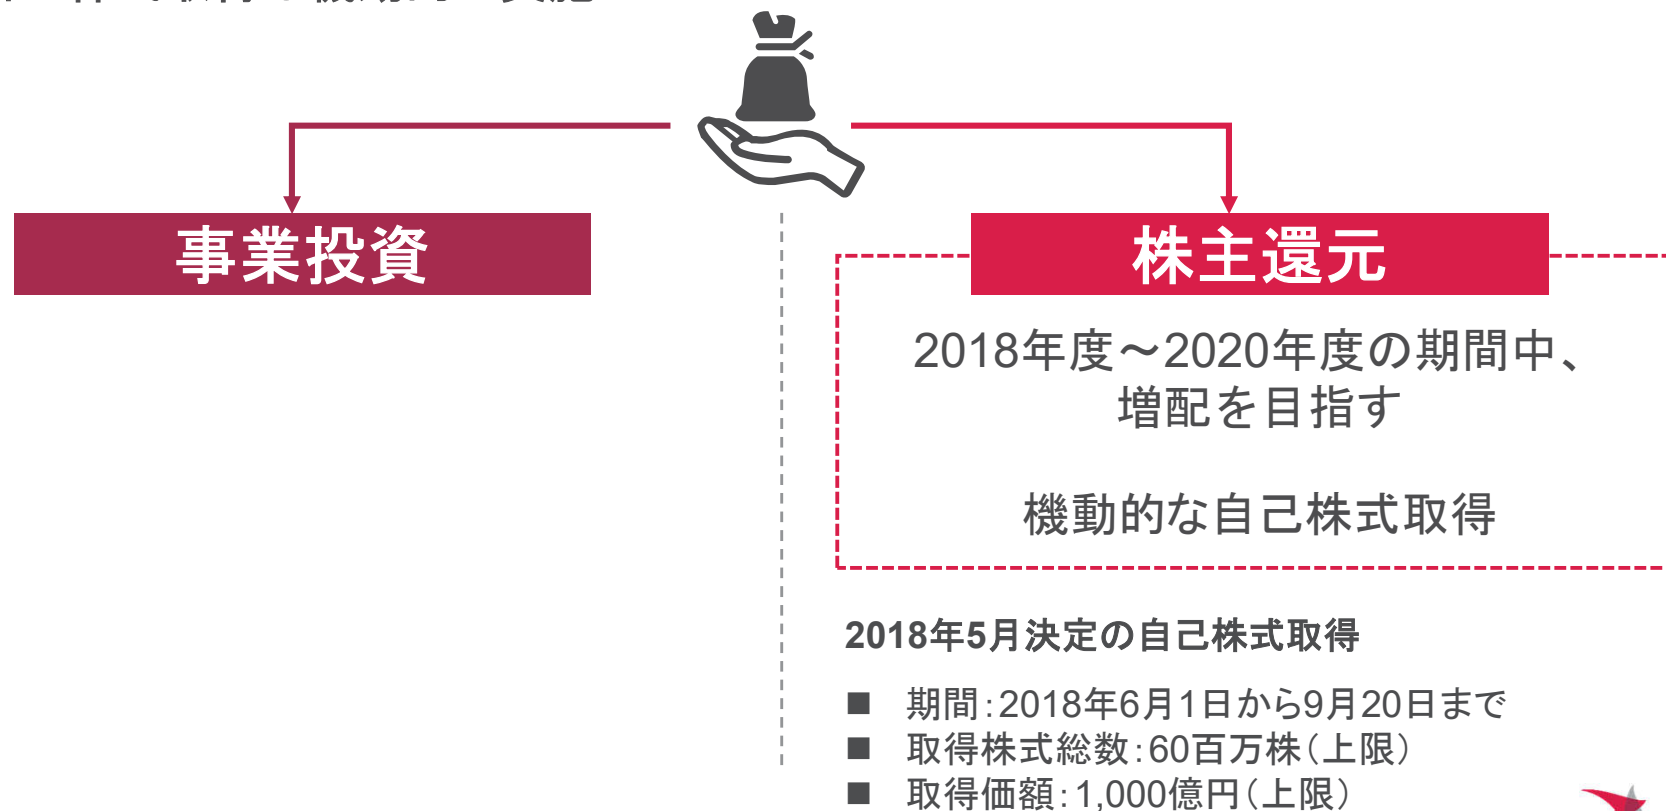 事業投資
株主還元
2018年度～2020年度の期間中、
増配を目指す
機動的な自己株式取得
2018年5月決定の自己株式取得
■ 期間：2018年6月1日から9月20日まで
■ 取得株式総数：60百万株（上限）
■ 取得価額：1,000億円（上限）